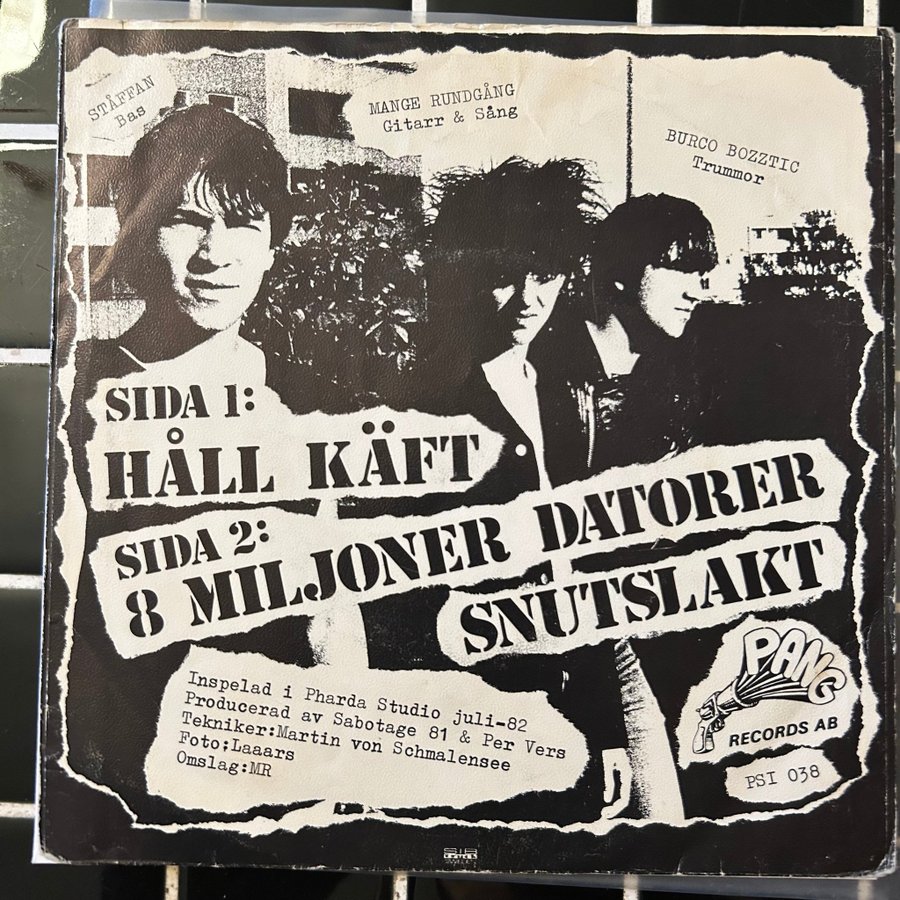 STÅFFAN
Bas
MANGE RUNDGÅNG
Gitarr & Sång
BURCO BOZZTIC
Trummor
SIDA 1:
HÅLL KÄFT
SIDA 2:
8 MILJONER DATORER
SNUTSLAKT
Inspelad i Pharda Studio juli-82
Producerad av Sabotage 81 & Per Vers
Tekniker:Martin von Schmalensee
Foto:Laaars
Omslag:MR
PANG
RECORDS AB
PSI 038